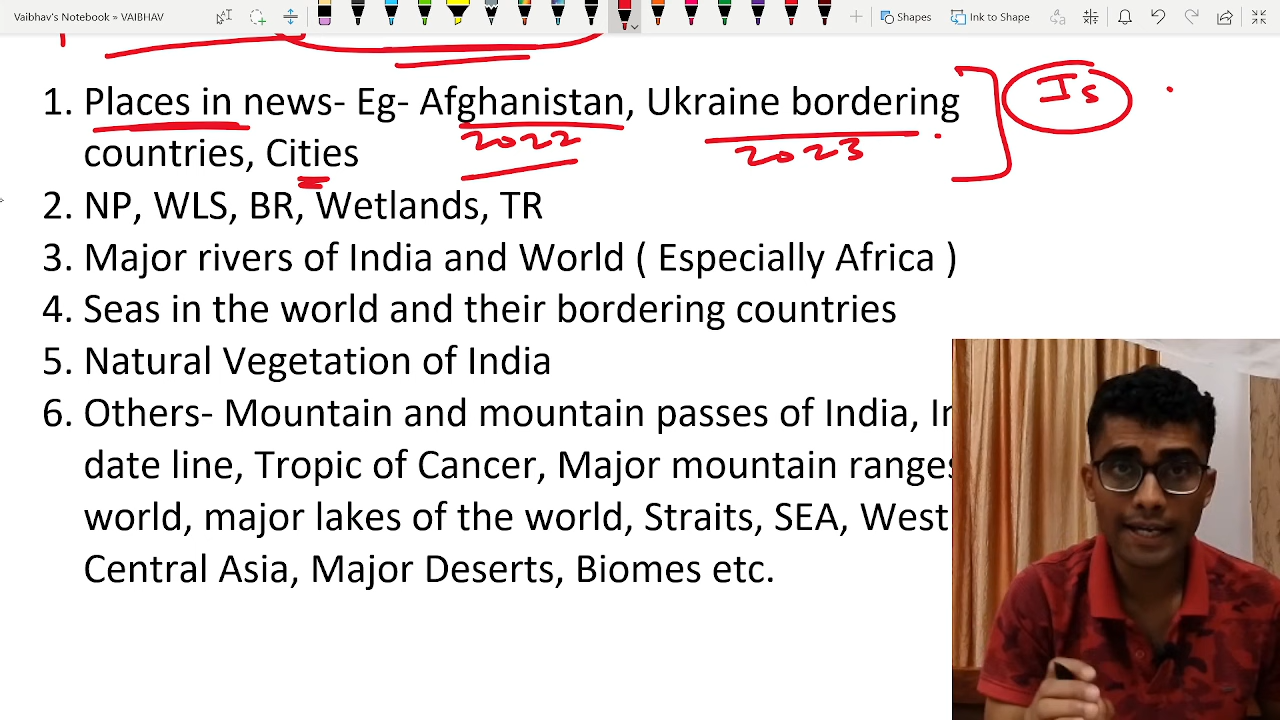 Vaibhav's Notebook » VAIBHAV
Shapes
Ink to Shape
1. Places in news- Eg- Afghanistan, Ukraine bordering
countries, Cities
Is
2022
2023
2. NP, WLS, BR, Wetlands, TR
3. Major rivers of India and World ( Especially Africa )
4. Seas in the world and their bordering countries
5. Natural Vegetation of India
6. Others- Mountain and mountain passes of India,
date line, Tropic of Cancer, Major mountain ranges
world, major lakes of the world, Straits, SEA, West
Central Asia, Major Deserts, Biomes etc.